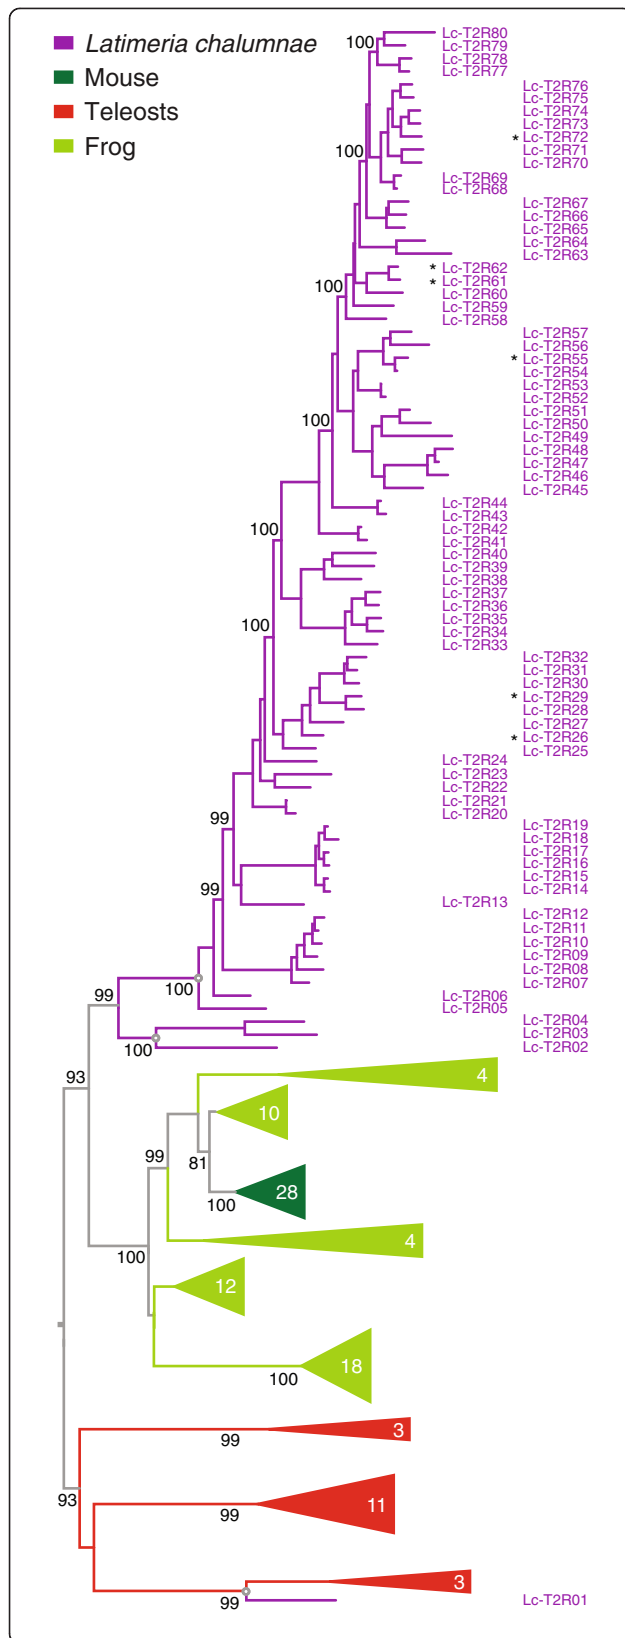 Latimeria chalumnae
Mouse
Teleosts
Frog
100 Lc-T2R80
Lc-T2R79
Lc-T2R78
Lc-T2R77
Lc-T2R76
Lc-T2R75
Lc-T2R74
Lc-T2R73
* Lc-T2R72
100 Lc-T2R71
Lc-T2R70
Lc-T2R69
Lc-T2R68
Lc-T2R67
Lc-T2R66
Lc-T2R65
Lc-T2R64
Lc-T2R63
* Lc-T2R62
100 * Lc-T2R61
Lc-T2R60
Lc-T2R59
Lc-T2R58
Lc-T2R57
Lc-T2R56
* Lc-T2R55
Lc-T2R54
Lc-T2R53
Lc-T2R52
Lc-T2R51
100 Lc-T2R50
Lc-T2R49
Lc-T2R48
Lc-T2R47
Lc-T2R46
Lc-T2R45
Lc-T2R44
Lc-T2R43
100 Lc-T2R42
Lc-T2R41
Lc-T2R40
Lc-T2R39
Lc-T2R38
Lc-T2R37
Lc-T2R36
Lc-T2R35
100 Lc-T2R34
Lc-T2R33
Lc-T2R32
Lc-T2R31
Lc-T2R30
* Lc-T2R29
Lc-T2R28
Lc-T2R27
* Lc-T2R26
Lc-T2R25
Lc-T2R24
Lc-T2R23
Lc-T2R22
Lc-T2R21
Lc-T2R20
99 Lc-T2R19
Lc-T2R18
Lc-T2R17
Lc-T2R16
Lc-T2R15
99 Lc-T2R14
Lc-T2R13
Lc-T2R12
Lc-T2R11
Lc-T2R10
Lc-T2R09
Lc-T2R08
Lc-T2R07
99 100 Lc-T2R06
Lc-T2R05
Lc-T2R04
Lc-T2R03
100 Lc-T2R02
93 4
10
99 81
28
100
4
100
12
18
100
3
99
93 11
99
3
99 Lc-T2R01